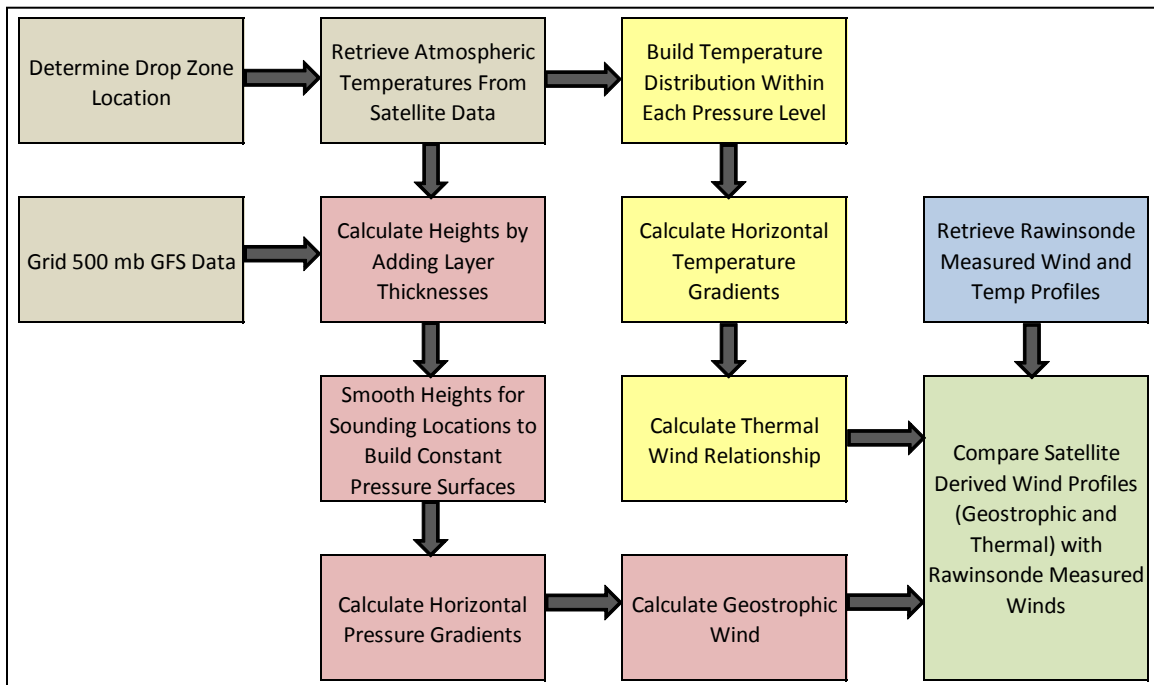 Determine Drop Zone
Location
Retrieve Atmospheric
Temperatures From
Satellite Data
Build Temperature
Distribution Within
Each Pressure Level
Grid 500 mb GFS Data
Calculate Heights by
Adding Layer
Thicknesses
Calculate Horizontal
Temperature
Gradients
Retrieve Rawinsonde
Measured Wind and
Temp Profiles
Smooth Heights for
Sounding Locations to
Build Constant
Pressure Surfaces
Calculate Thermal
Wind Relationship
Compare Satellite
Derived Wind Profiles
(Geostrophic and
Thermal) with
Rawinsonde Measured
Winds
Calculate Horizontal
Pressure Gradients
Calculate Geostrophic
Wind